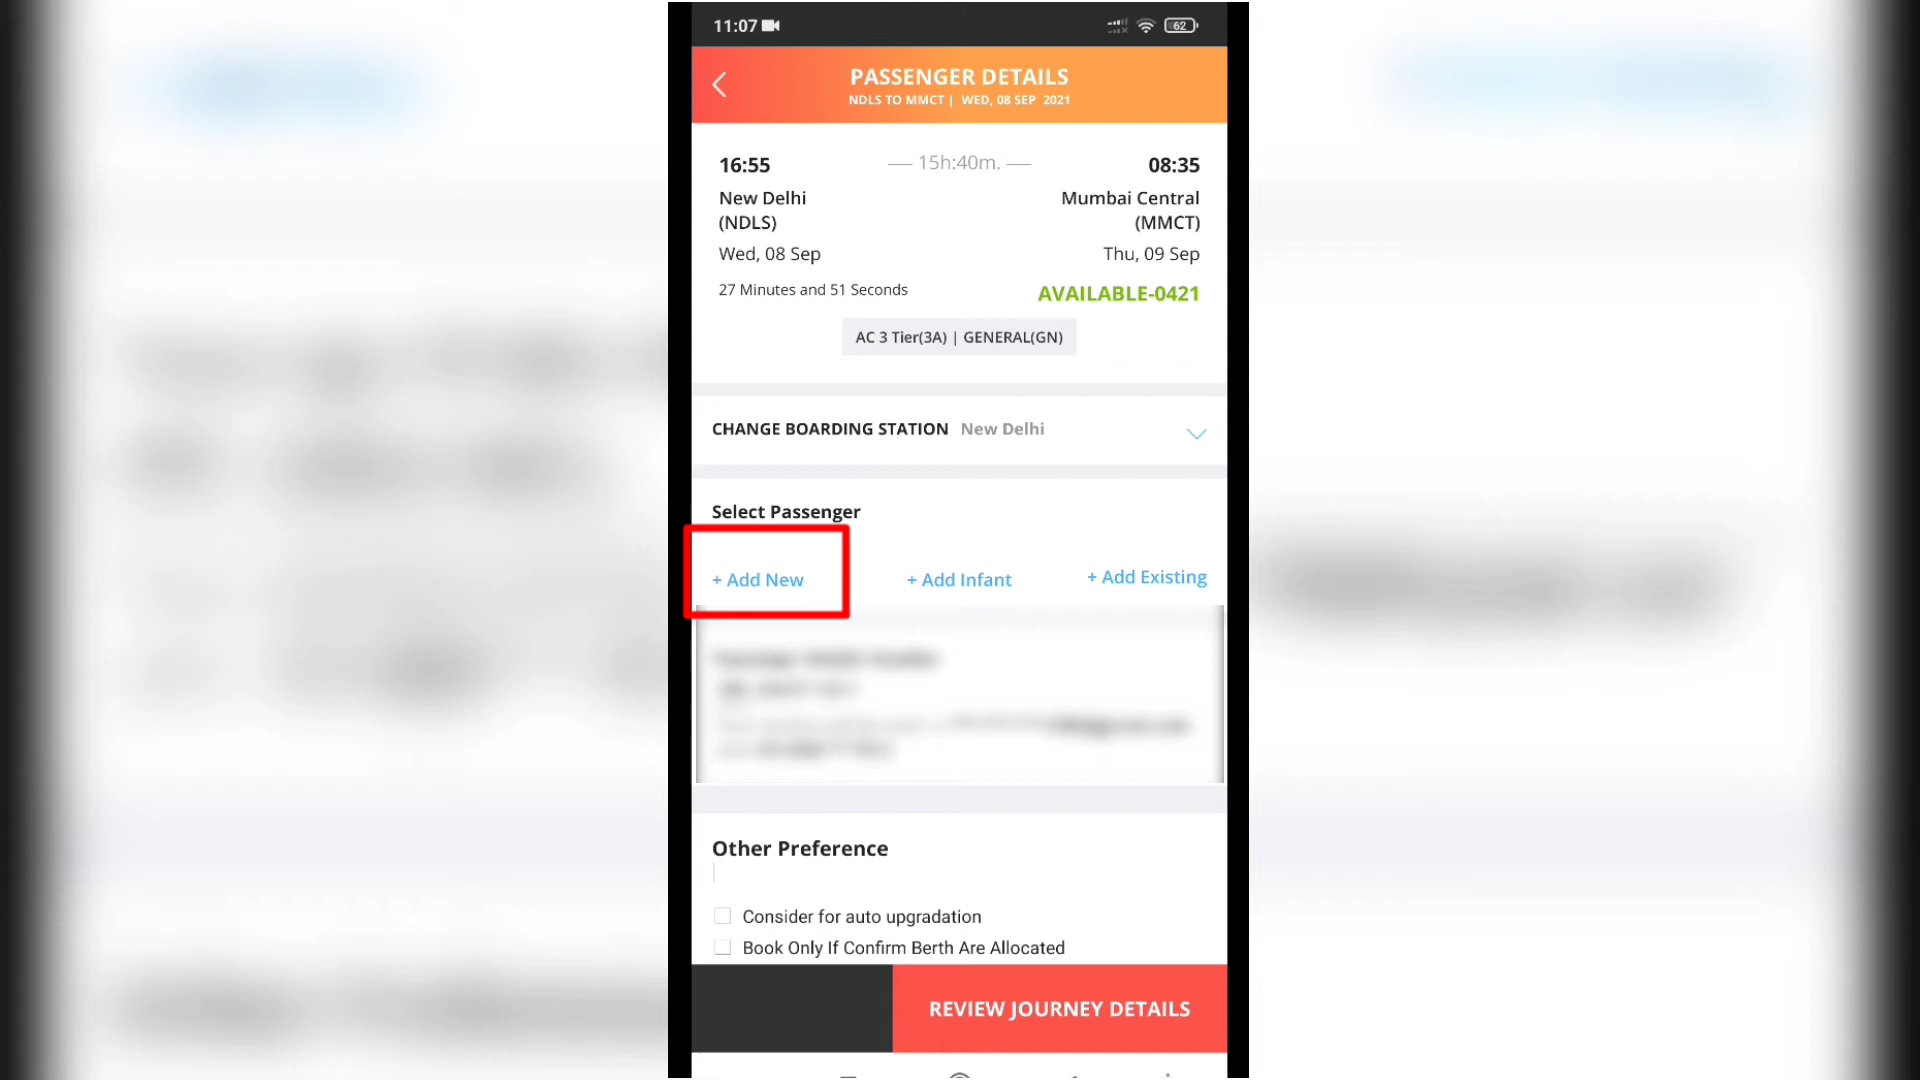 11:07
62
PASSENGER DETAILS
NDLS TO MMCT | WED, 08 SEP 2021
16:55
15h:40m.
08:35
New Delhi
(NDLS)
Mumbai Central
(MMCT)
Wed, 08 Sep
Thu, 09 Sep
27 Minutes and 51 Seconds
AVAILABLE-0421
AC 3 Tier(3A) | GENERAL(GN)
CHANGE BOARDING STATION New Delhi
Select Passenger
+ Add New
+ Add Infant
+ Add Existing
Other Preference
Consider for auto upgradation
Book Only If Confirm Berth Are Allocated
REVIEW JOURNEY DETAILS